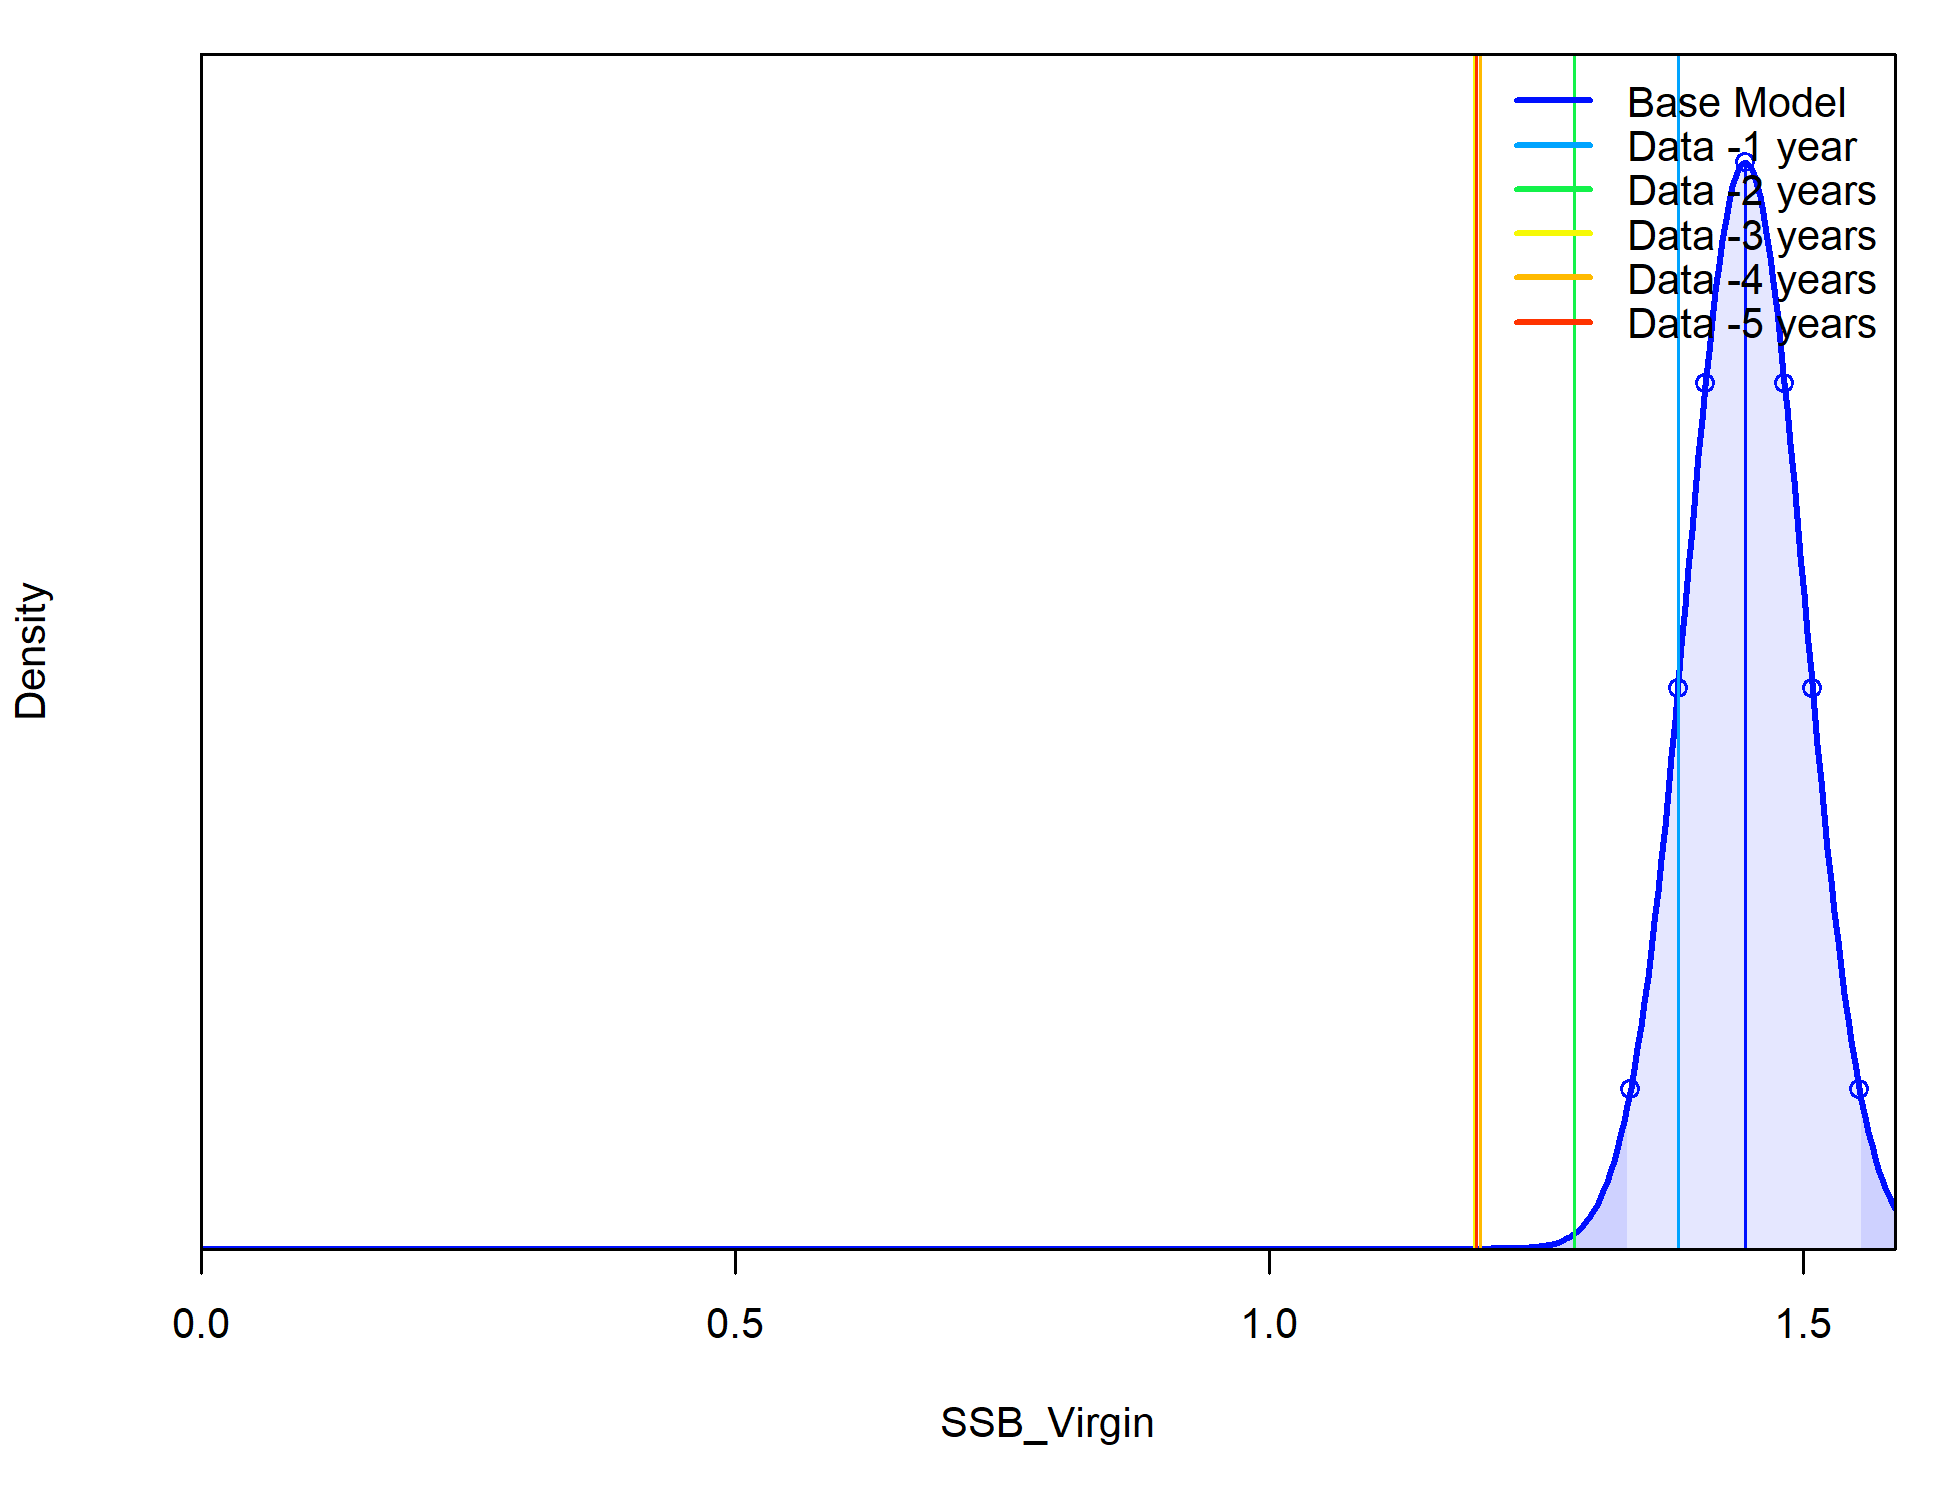 Base Model
Data -1 year
Data -2 years
Data -3 years
Data -4 years
Data -5 years
Density
0.0 0.5 1.0 1.5
SSB_Virgin